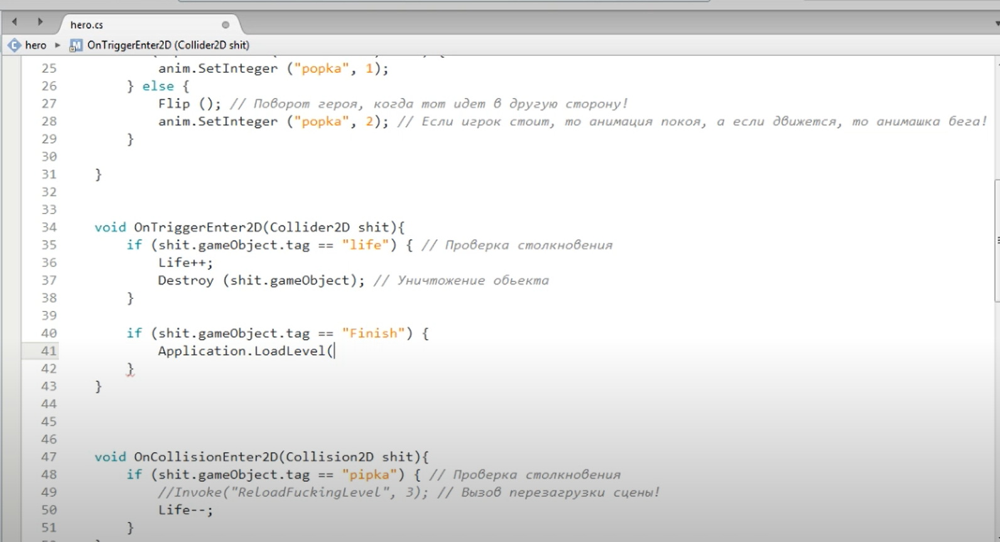 hero.cs
hero ▸ OnTriggerEnter2D (Collider2D shit)
25 anim.SetInteger ("popka", 1);
26 } else {
27 Flip (); // Поворот героя, когда тот идет в другую сторону!
28 anim.SetInteger ("popka", 2); // Если игрок стоит, то анимация покоя, а если движется, то анимашка бега!
29 }
30
31 }
32
33
34 void OnTriggerEnter2D(Collider2D shit){
35 if (shit.gameObject.tag == "life") { // Проверка столкновения
36 Life++;
37 Destroy (shit.gameObject); // Уничтожение обьекта
38 }
39
40 if (shit.gameObject.tag == "Finish") {
41 Application.LoadLevel(
42 }
43 }
44
45
46
47 void OnCollisionEnter2D(Collision2D shit){
48 if (shit.gameObject.tag == "pipka") { // Проверка столкновения
49 //Invoke("ReloadFuckingLevel", 3); // Вызов перезагрузки сцены!
50 Life--;
51 }